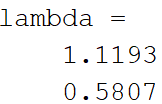 lambda =
1.1193
0.5807